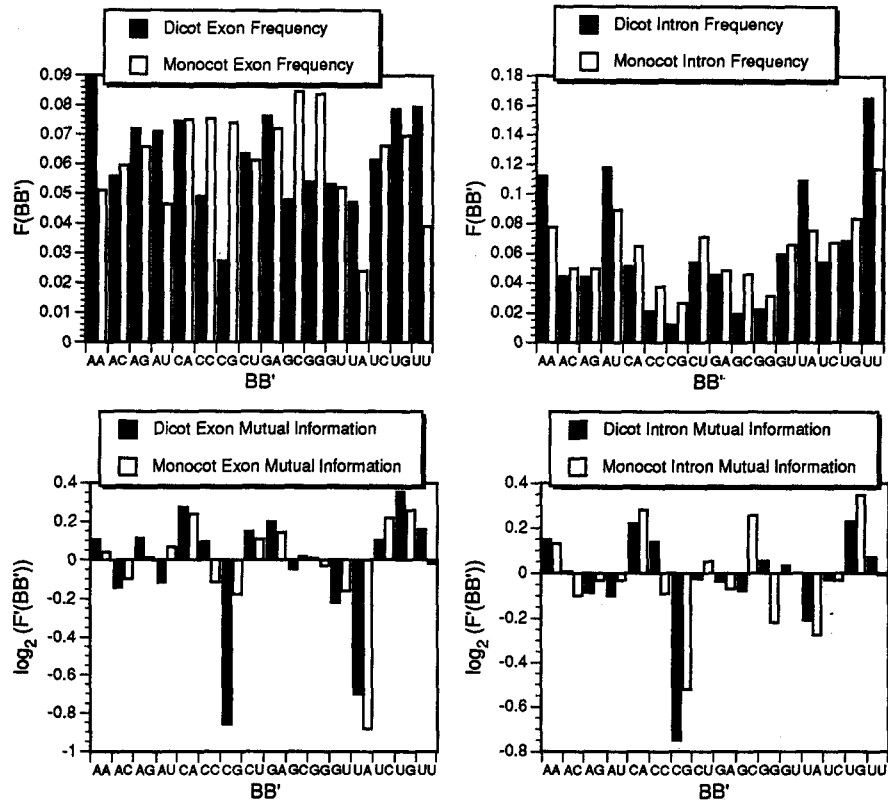 Dicot Exon Frequency
Monocot Exon Frequency
F(BB')
0.09
0.08
0.07
0.06
0.05
0.04
0.03
0.02
0.01
0
AA AC AG AU CA CC CG CU GA GC GG GU UA UC UG UU
BB'
Dicot Intron Frequency
Monocot Intron Frequency
F(BB')
0.18
0.16
0.14
0.12
0.1
0.08
0.06
0.04
0.02
0
AA AC AG AU CA CC CG CU GA GC GG GU UA UC UG UU
BB'
Dicot Exon Mutual Information
Monocot Exon Mutual Information
log2 (F'(BB'))
0.4
0.2
0
-0.2
-0.4
-0.6
-0.8
-1
AA AC AG AU CA CC CG CU GA GC GG GU UA UC UG UU
BB'
Dicot Intron Mutual Information
Monocot Intron Mutual Information
log2 (F'(BB'))
0.4
0.2
0
-0.2
-0.4
-0.6
-0.8
AA AC AG AU CA CC CG CU GA GC GG GU UA UC UG UU
BB'